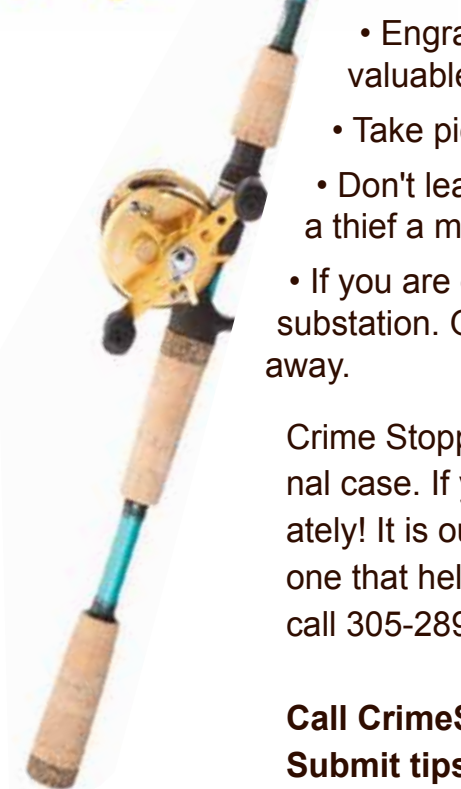 • Engra
valuable
• Take pi
• Don't lea
a thief a m
• If you are
substation.
away.
Crime Stopp
nal case. If
ately! It is ou
one that hel
call 305-289
Call CrimeS
Submit tips